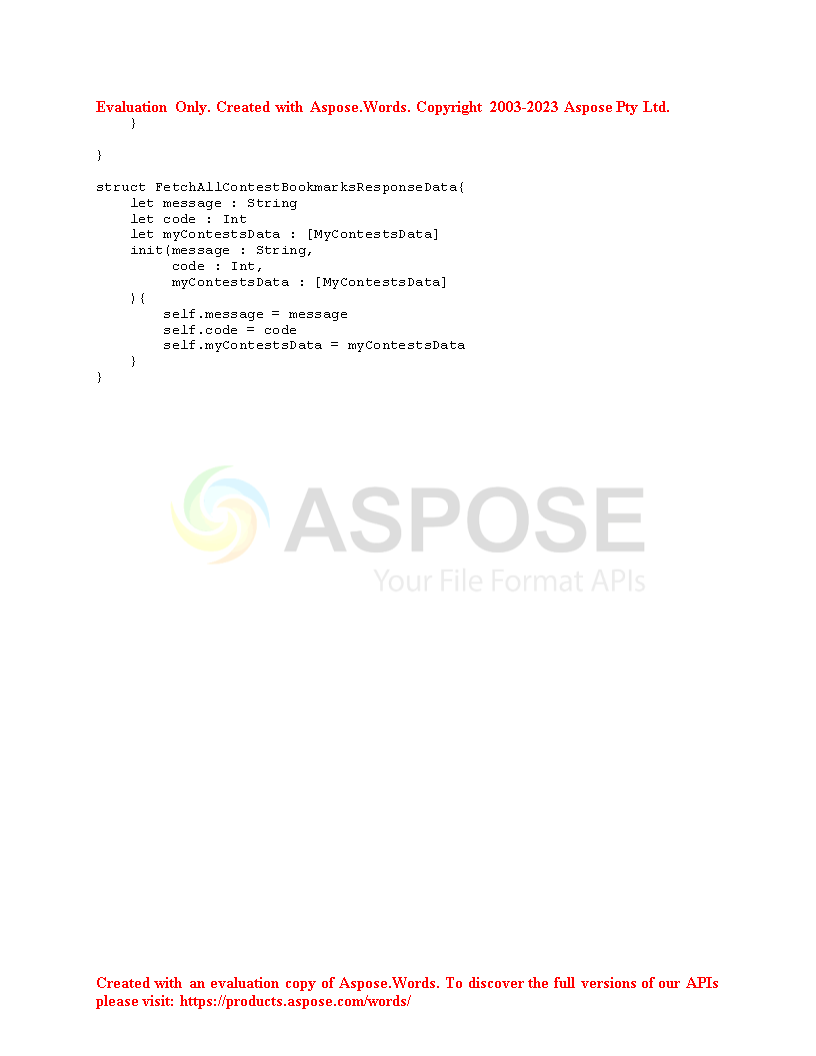 Evaluation Only. Created with Aspose.Words. Copyright 2003-2023 Aspose Pty Ltd.
    }

}

struct FetchAllContestBookmarksResponseData{
    let message : String
    let code : Int
    let myContestsData : [MyContestsData]
    init(message : String,
         code : Int,
         myContestsData : [MyContestsData]
    ){
        self.message = message
        self.code = code
        self.myContestsData = myContestsData
    }
}
ASPOSE
Your File Format APIs
Created with an evaluation copy of Aspose.Words. To discover the full versions of our APIs
please visit: https://products.aspose.com/words/